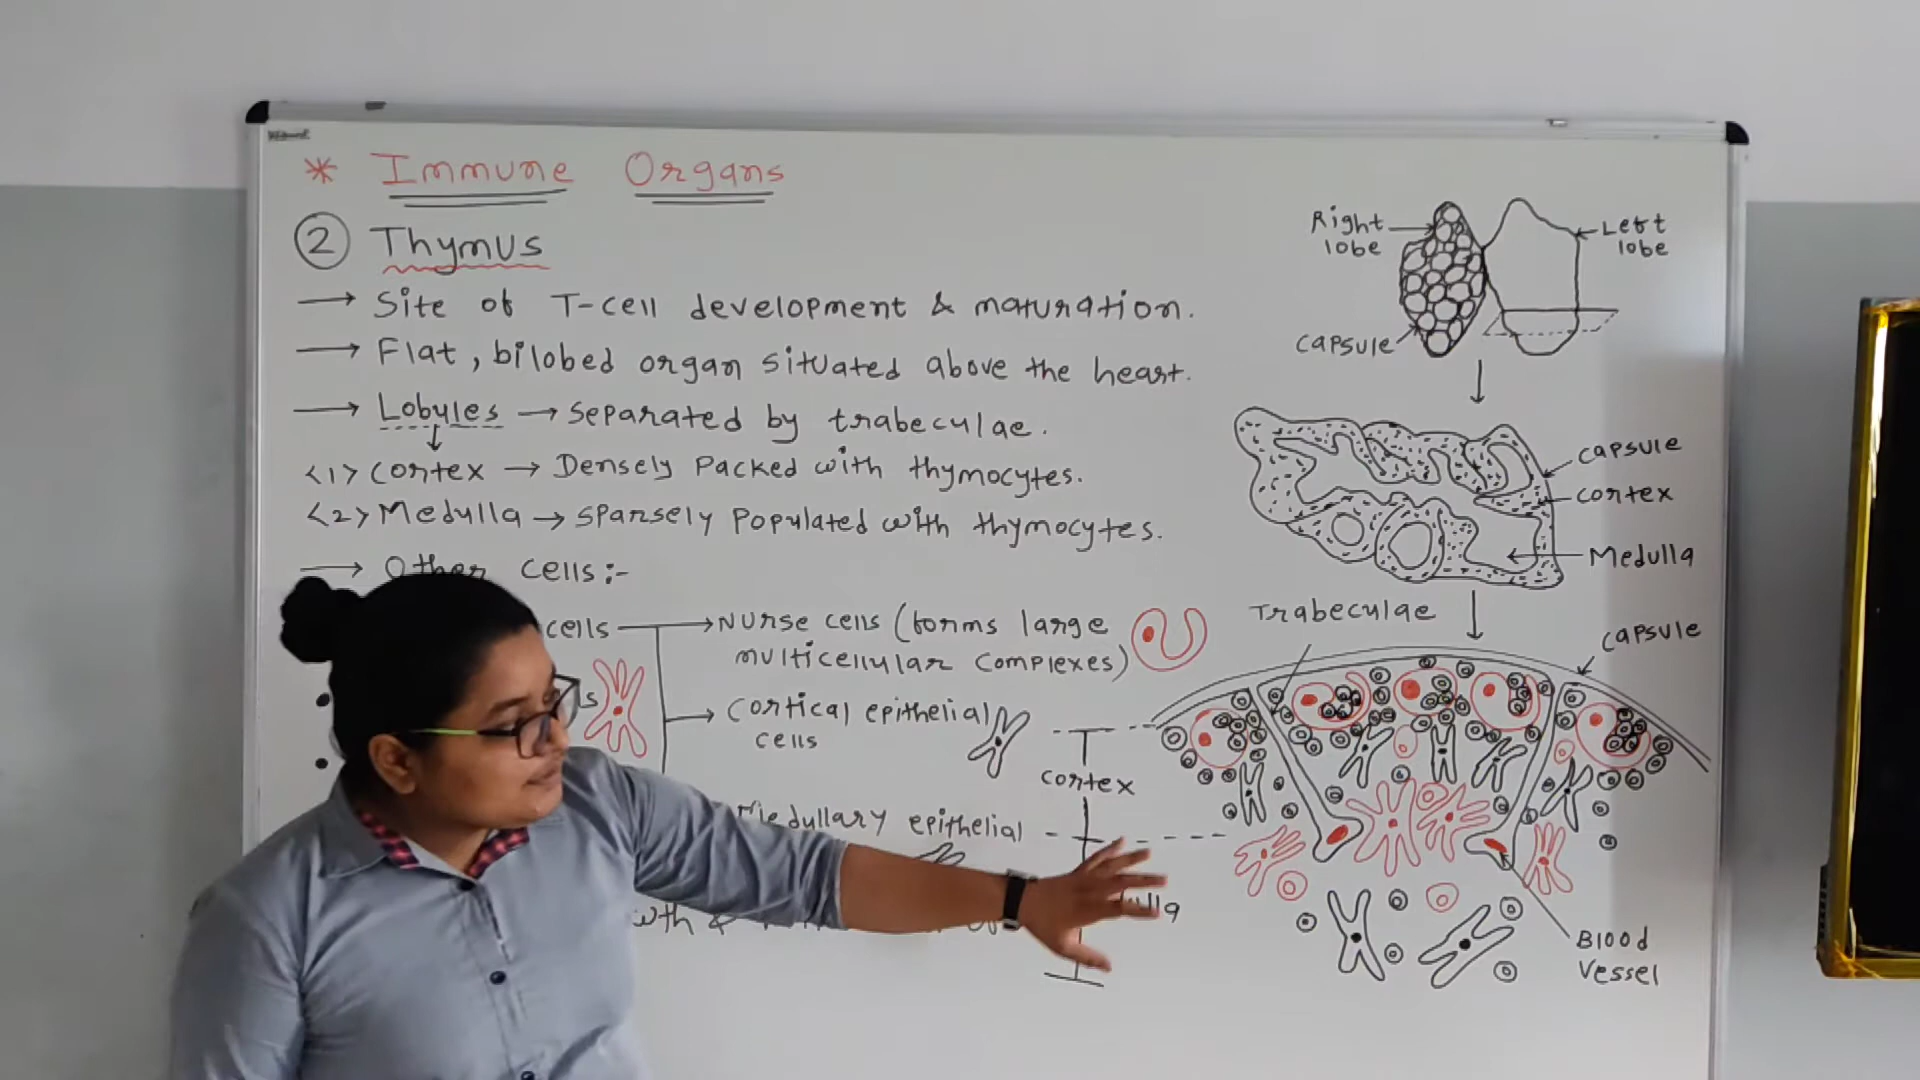 * Immune Organs
② Thymus
→ Site of T-cell development & maturation.
→ Flat, bilobed organ situated above the heart.
→ Lobules → separated by trabeculae.
<1> Cortex → Densely packed with thymocytes.
<2> Medulla → sparsely populated with thymocytes.
→ Other cells:-
cells → Nurse cells (forms large
multicellular complexes)
→ Cortical epithelial
cells
Medullary epithelial
Right
lobe
Left
lobe
capsule
capsule
cortex
Medulla
Trabeculae
capsule
cortex
Blood
vessel